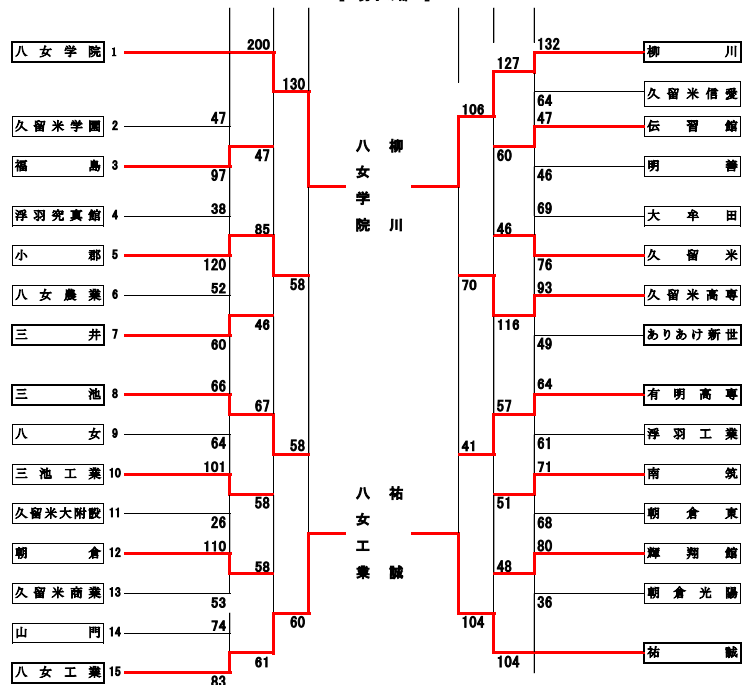 八女学院 1
久留米学園 2
福島 3
浮羽究真館 4
小郡 5
八女農業 6
三井 7
三池 8
八女 9
三池工業 10
久留米大附設 11
朝倉 12
久留米商業 13
山門 14
八女工業 15
200
47
97
38
120
52
60
66
64
101
26
110
53
74
83
47
85
46
67
58
58
61
130
58
58
60
八女学院
柳川
八女工業
祐誠
106
70
41
104
127
60
46
116
57
51
48
104
132
64
47
46
69
76
93
49
64
61
71
68
80
36
柳川
久留米信愛
伝習館
明善
大牟田
久留米
久留米高専
ありあけ新世
有明高専
浮羽工業
南筑
朝倉東
輝翔館
朝倉光陽
祐誠